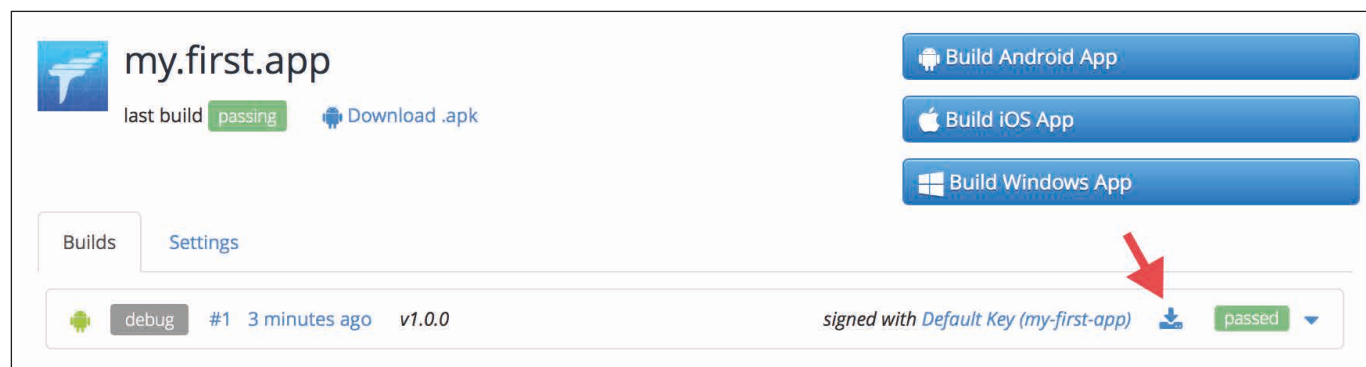 my.first.app
last build passing Download .apk
Build Android App
Build iOS App
Build Windows App
Builds Settings
debug #1 3 minutes ago v1.0.0 signed with Default Key (my-first-app) passed